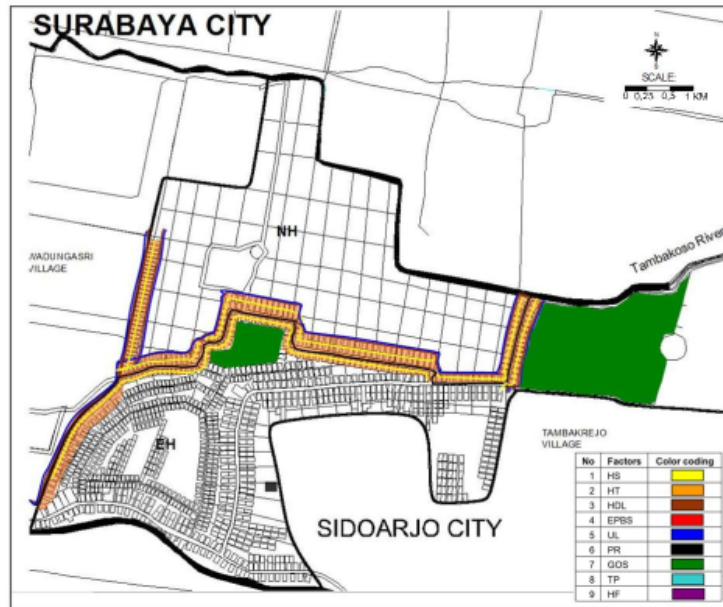 SURABAYA CITY
N
S
SCALE:
0 0,25 0,5 1 KM
Tambakoso River
WADUNGASRI
VILLAGE
NH
EH
TAMBAKREJO
VILLAGE
SIDOARJO CITY
No Factors Color coding
1 HS
2 HT
3 HDL
4 EPBS
5 UL
6 PR
7 GOS
8 TP
9 HF